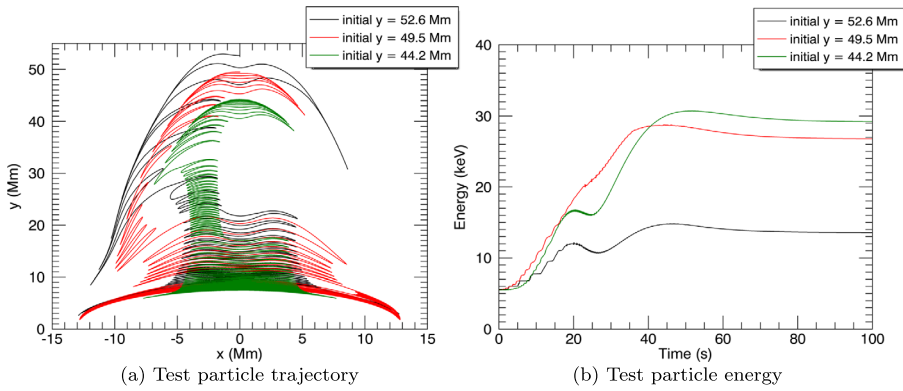 initial y = 52.6 Mm
initial y = 49.5 Mm
initial y = 44.2 Mm
50
40
30
20
10
0
y (Mm)
-15 -10 -5 0 5 10 15
x (Mm)
(a) Test particle trajectory
initial y = 52.6 Mm
initial y = 49.5 Mm
initial y = 44.2 Mm
40
30
20
10
0
Energy (keV)
0 20 40 60 80 100
Time (s)
(b) Test particle energy